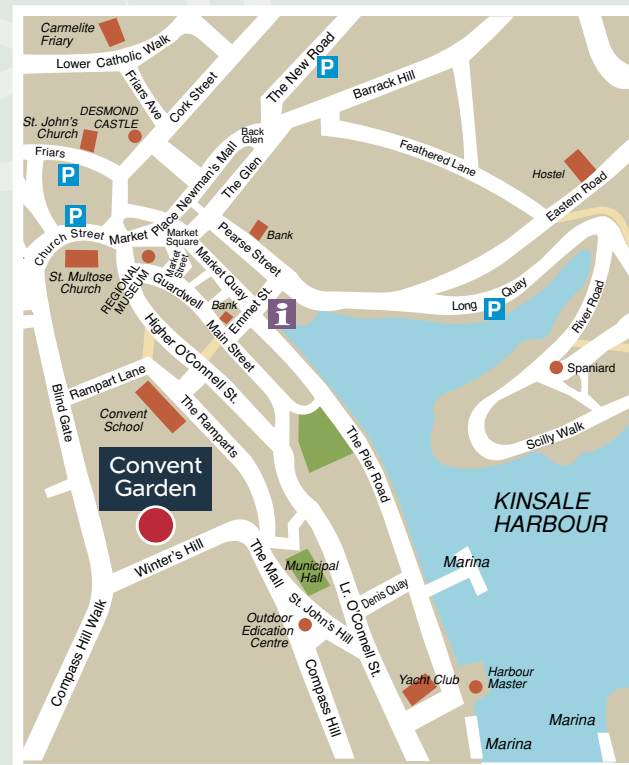 Carmelite
Friary
Lower Catholic Walk
Friars Ave
Cork Street
The New Road
P
Barrack Hill
St. John's
Church
DESMOND
CASTLE
Friars
P
Back
Glen
Newman's Mall
The Glen
Feathered Lane
Hostel
Eastern Road
P
Church Street
Market Place
Market
Square
Pearse Street
Bank
St. Multose
Church
REGIONAL
MUSEUM
Market
Street
Market Quay
Guardwell
Bank
Emmet St.
i
Main Street
Long
Quay
P
River Road
Higher O'Connell St.
Spaniard
Scilly Walk
Rampart Lane
Blind Gate
Convent
School
The Ramparts
The Pier Road
Convent
Garden
KINSALE
HARBOUR
Winter's Hill
The Mall
Municipal
Hall
Marina
Denis Quay
St. John's Hill
Lr. O'Connell St.
Outdoor
Edication
Centre
Compass Hill Walk
Compass Hill
Yacht Club
Harbour
Master
Marina
Marina